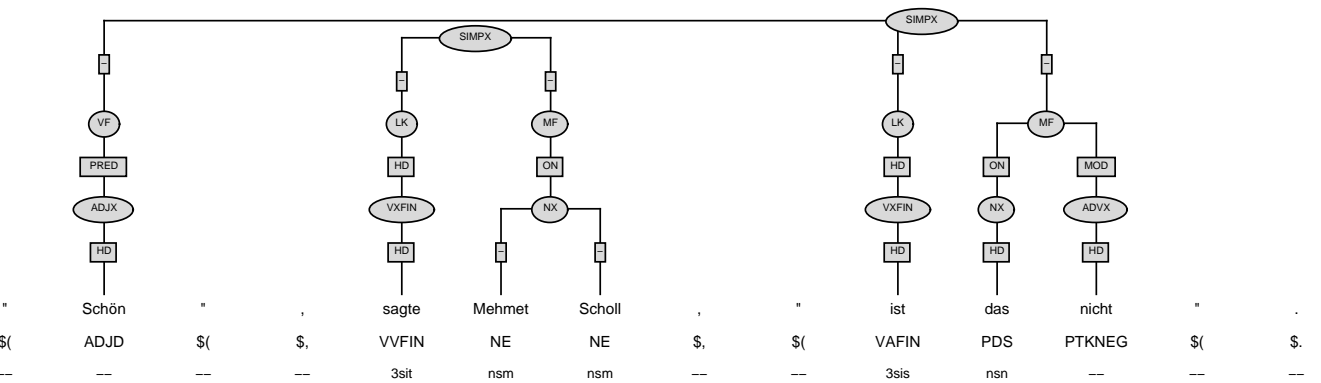 SIMPX
SIMPX
– – – – –
VF LK MF LK MF
PRED HD ON HD ON MOD
ADJX VXFIN NX VXFIN NX ADVX
HD HD – – HD HD HD
" Schön " , sagte Mehmet Scholl , " ist das nicht " .
$( ADJD $( $, VVFIN NE NE $, $( VAFIN PDS PTKNEG $( $.
–– –– –– –– 3sit nsm nsm –– –– 3sis nsn –– –– ––